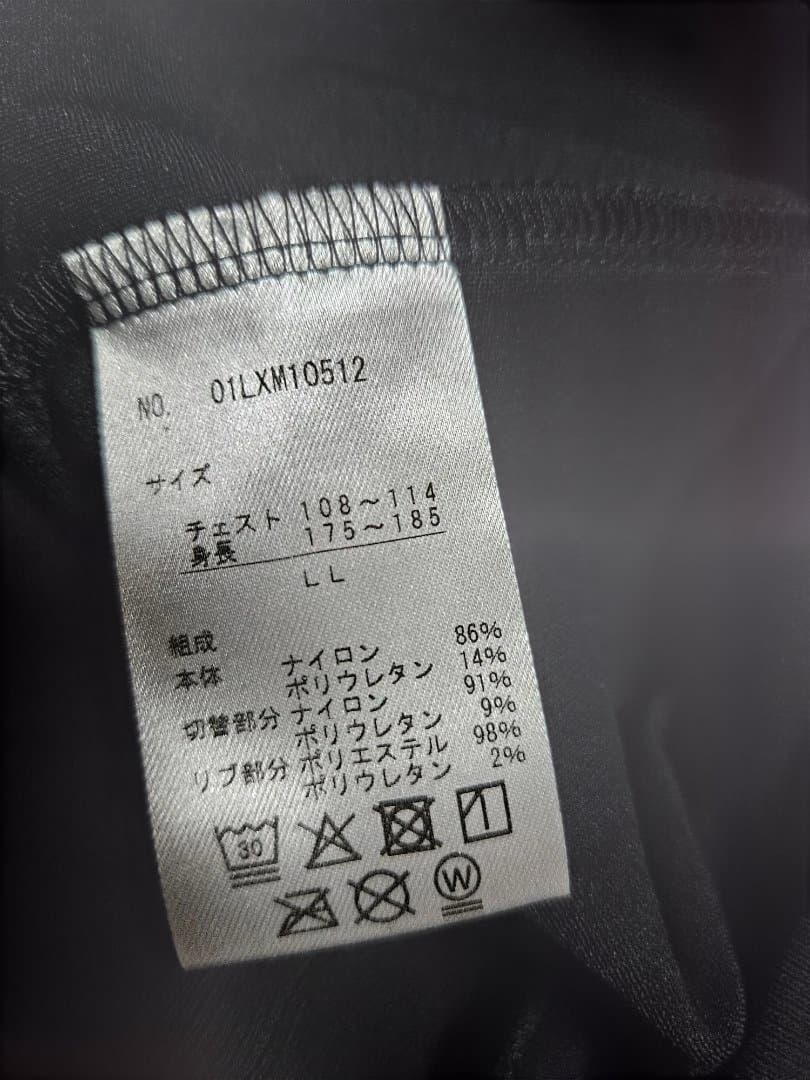 NO. 01LXM10512
サイズ
チェスト 108～114
身長 175～185
LL
組成
本体 ナイロン 86%
ポリウレタン 14%
切替部分 ナイロン 91%
ポリウレタン 9%
リブ部分 ポリエステル 98%
ポリウレタン 2%
30
W